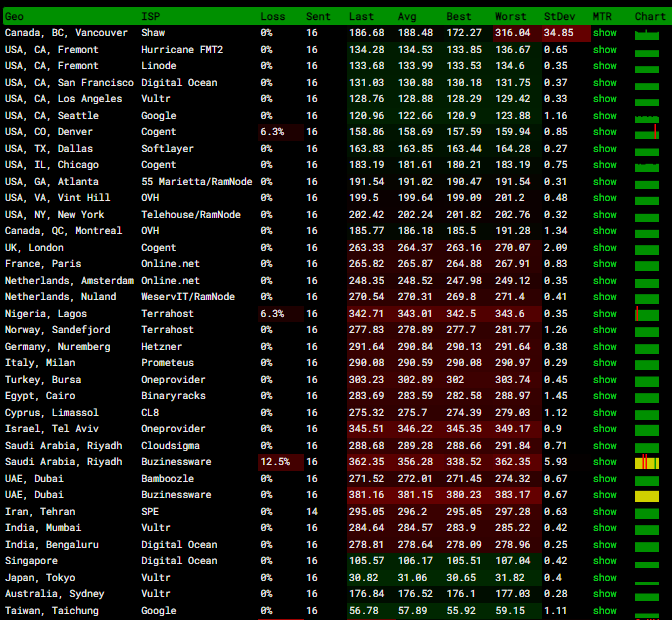 Geo ISP Loss Sent Last Avg Best Worst StDev MTR Chart
Canada, BC, Vancouver Shaw 0% 16 186.68 188.48 172.27 316.04 34.85 show
USA, CA, Fremont Hurricane FMT2 0% 16 134.28 134.53 133.85 136.67 0.65 show
USA, CA, Fremont Linode 0% 16 133.68 133.99 133.53 134.6 0.35 show
USA, CA, San Francisco Digital Ocean 0% 16 131.03 130.88 130.18 131.75 0.37 show
USA, CA, Los Angeles Vultr 0% 16 128.76 128.88 128.29 129.42 0.33 show
USA, CA, Seattle Google 0% 16 120.96 122.66 120.9 123.88 1.16 show
USA, CO, Denver Cogent 6.3% 16 158.86 158.69 157.59 159.94 0.85 show
USA, TX, Dallas Softlayer 0% 16 163.83 163.85 163.44 164.28 0.27 show
USA, IL, Chicago Cogent 0% 16 183.19 181.61 180.21 183.19 0.75 show
USA, GA, Atlanta 55 Marietta/RamNode 0% 16 191.54 191.02 190.47 191.54 0.31 show
USA, VA, Vint Hill OVH 0% 16 199.5 199.64 199.09 201.2 0.48 show
USA, NY, New York Telehouse/RamNode 0% 16 202.42 202.24 201.82 202.76 0.32 show
Canada, QC, Montreal OVH 0% 16 185.77 186.18 185.5 191.28 1.34 show
UK, London Cogent 0% 16 263.33 264.37 263.16 270.07 2.09 show
France, Paris Online.net 0% 16 265.82 265.87 264.88 267.91 0.83 show
Netherlands, Amsterdam Online.net 0% 16 248.35 248.52 247.98 249.12 0.35 show
Netherlands, Nuland WeservIT/RamNode 0% 16 270.54 270.31 269.8 271.4 0.41 show
Nigeria, Lagos Terrahost 6.3% 16 342.71 343.01 342.5 343.6 0.35 show
Norway, Sandefjord Terrahost 0% 16 277.83 278.89 277.7 281.77 1.26 show
Germany, Nuremberg Hetzner 0% 16 291.64 290.84 290.13 291.64 0.38 show
Italy, Milan Prometeus 0% 16 290.08 290.59 290.08 290.97 0.29 show
Turkey, Bursa Oneprovider 0% 16 303.23 302.89 302 303.74 0.45 show
Egypt, Cairo Binaryracks 0% 16 283.69 283.59 282.58 288.97 1.45 show
Cyprus, Limassol CL8 0% 16 275.32 275.7 274.39 279.03 1.12 show
Israel, Tel Aviv Oneprovider 0% 16 345.51 346.22 345.35 349.17 0.9 show
Saudi Arabia, Riyadh Cloudsigma 0% 16 288.68 289.28 288.66 291.84 0.71 show
Saudi Arabia, Riyadh Buzinessware 12.5% 16 362.35 356.28 338.52 362.35 5.93 show
UAE, Dubai Bamboozle 0% 16 271.52 272.01 271.45 274.32 0.67 show
UAE, Dubai Buzinessware 0% 16 381.16 381.15 380.23 383.17 0.67 show
Iran, Tehran SPE 0% 14 295.05 296.2 295.05 297.28 0.63 show
India, Mumbai Vultr 0% 16 284.64 284.57 283.9 285.22 0.42 show
India, Bengaluru Digital Ocean 0% 16 278.81 278.64 278.09 278.96 0.25 show
Singapore Digital Ocean 0% 16 105.57 106.17 105.51 107.04 0.42 show
Japan, Tokyo Vultr 0% 16 30.82 31.06 30.65 31.82 0.4 show
Australia, Sydney Vultr 0% 16 176.84 176.52 176.1 177.03 0.28 show
Taiwan, Taichung Google 0% 16 56.78 57.89 55.92 59.15 1.11 show